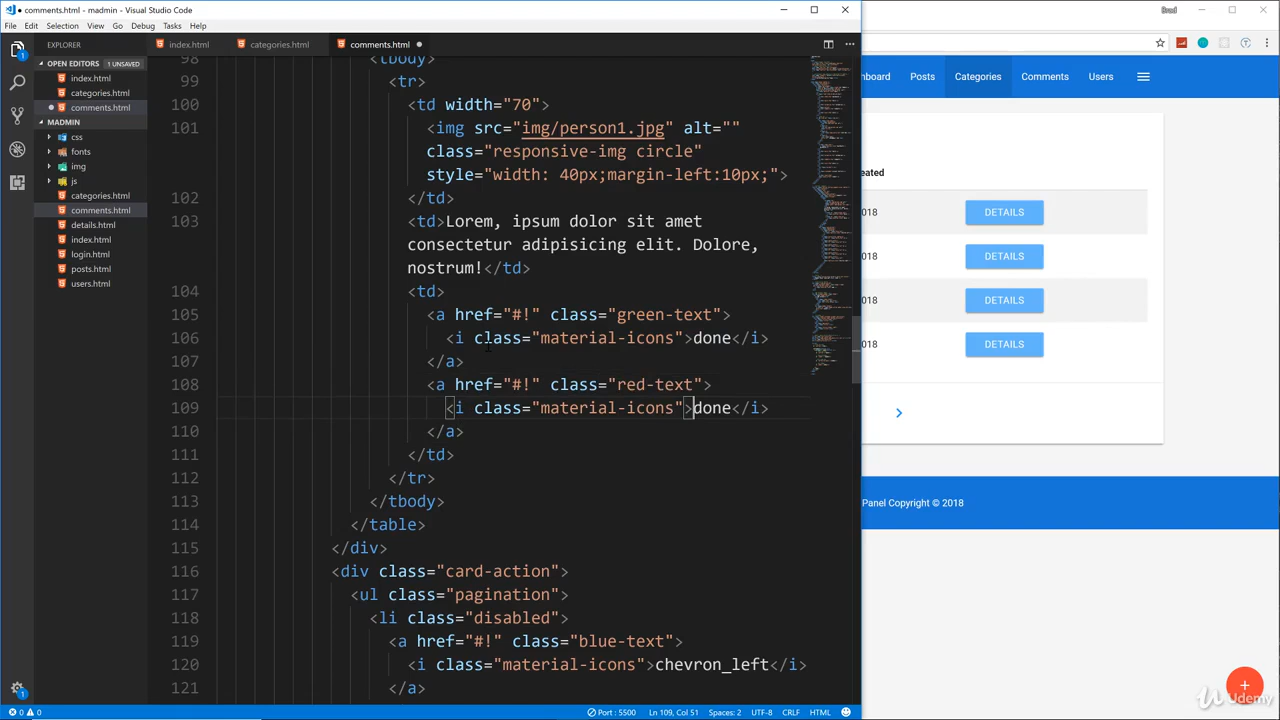 comments.html - madmin - Visual Studio Code
Brad
File Edit Selection View Go Debug Tasks Help
EXPLORER
index.html
categories.html
comments.html
OPEN EDITORS 1 UNSAVED
index.html
categories.html
comments.html
MADMIN
css
fonts
img
js
categories.html
comments.html
details.html
index.html
login.html
posts.html
users.html
98 <tbody>
99 <tr>
100 <td width="70">
101 <img src="img/person1.jpg" alt=""
class="responsive-img circle"
style="width: 40px;margin-left:10px;">
102 </td>
103 <td>Lorem, ipsum dolor sit amet
consectetur adipisicing elit. Dolore,
nostrum!</td>
104 <td>
105 <a href="#!" class="green-text">
106 <i class="material-icons">done</i>
107 </a>
108 <a href="#!" class="red-text">
109 <i class="material-icons">done</i>
110 </a>
111 </td>
112 </tr>
113 </tbody>
114 </table>
115 </div>
116 <div class="card-action">
117 <ul class="pagination">
118 <li class="disabled">
119 <a href="#!" class="blue-text">
120 <i class="material-icons">chevron_left</i>
121 </a>
board Posts Categories Comments Users
eated
018 DETAILS
018 DETAILS
018 DETAILS
018 DETAILS
Panel Copyright © 2018
+
Udemy
1
1
0 0
Port : 5500 Ln 109, Col 51 Spaces: 2 UTF-8 CRLF HTML